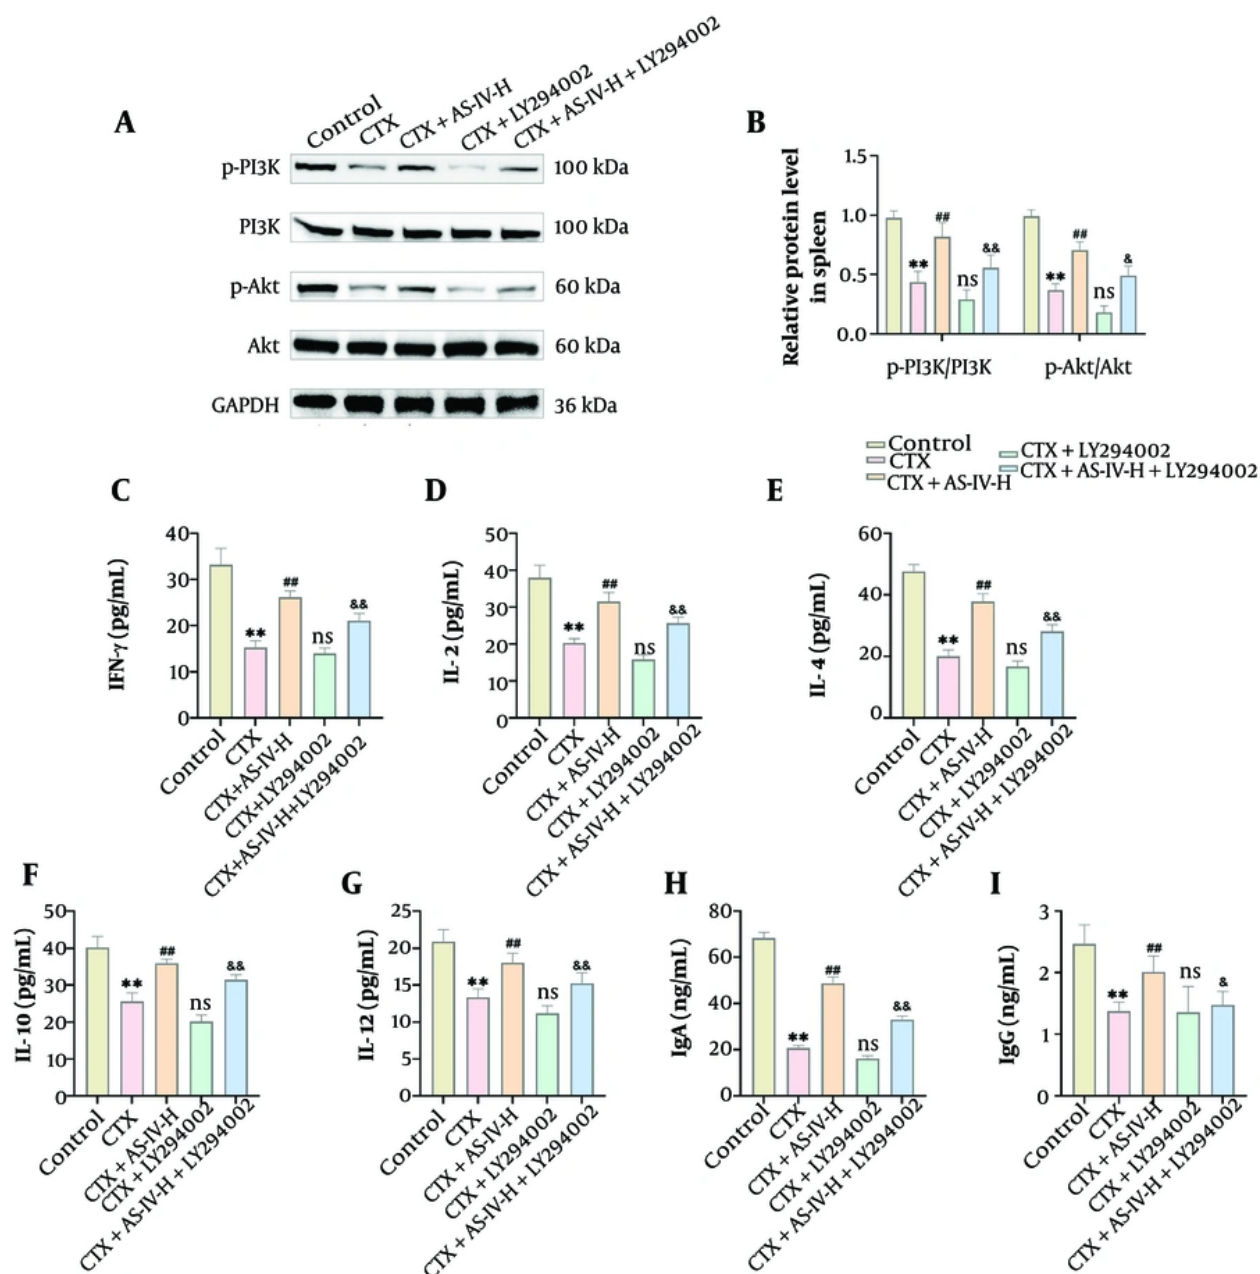 A
Control
CTX
CTX + AS-IV-H
CTX + LY294002
CTX + AS-IV-H + LY294002
p-PI3K
100 kDa
PI3K
100 kDa
p-Akt
60 kDa
Akt
60 kDa
GAPDH
36 kDa
B
Relative protein level
in spleen
1.5
1.0
0.5
0.0
**
##
ns
&&
**
##
ns
&
p-PI3K/PI3K
p-Akt/Akt
Control
CTX
CTX + AS-IV-H
CTX + LY294002
CTX + AS-IV-H + LY294002
C
IFN-γ (pg/mL)
40
30
20
10
0
**
##
ns
&&
Control
CTX
CTX+AS-IV-H
CTX+LY294002
CTX+AS-IV-H+LY294002
D
IL- 2 (pg/mL)
50
40
30
20
10
0
**
##
ns
&&
Control
CTX
CTX + AS-IV-H
CTX + LY294002
CTX + AS-IV-H + LY294002
E
IL- 4 (pg/mL)
60
40
20
0
**
##
ns
&&
Control
CTX
CTX + AS-IV-H
CTX + LY294002
CTX + AS-IV-H + LY294002
F
IL-10 (pg/mL)
50
40
30
20
10
0
**
##
ns
&&
Control
CTX
CTX + AS-IV-H
CTX + LY294002
CTX + AS-IV-H + LY294002
G
IL-12 (pg/mL)
25
20
15
10
5
0
**
##
ns
&&
Control
CTX
CTX + AS-IV-H
CTX + LY294002
CTX + AS-IV-H + LY294002
H
IgA (ng/mL)
80
60
40
20
0
**
##
ns
&&
Control
CTX
CTX + AS-IV-H
CTX + LY294002
CTX + AS-IV-H + LY294002
I
IgG (ng/mL)
3
2
1
0
**
##
ns
&
Control
CTX
CTX + AS-IV-H
CTX + LY294002
CTX + AS-IV-H + LY294002